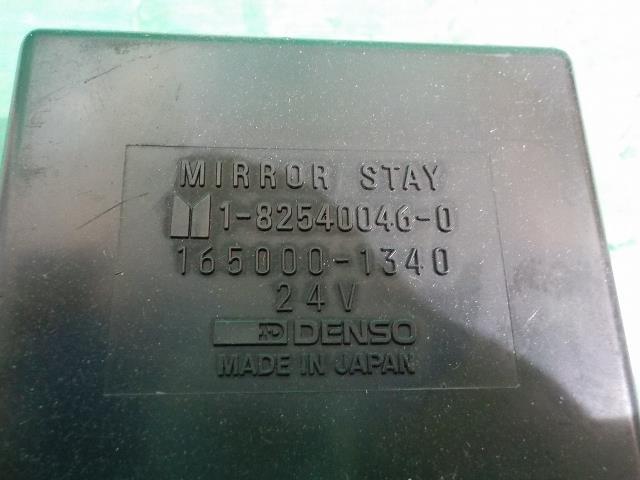 MIRROR STAY
1-82540046-0
165000-1340
24V
DENSO
MADE IN JAPAN